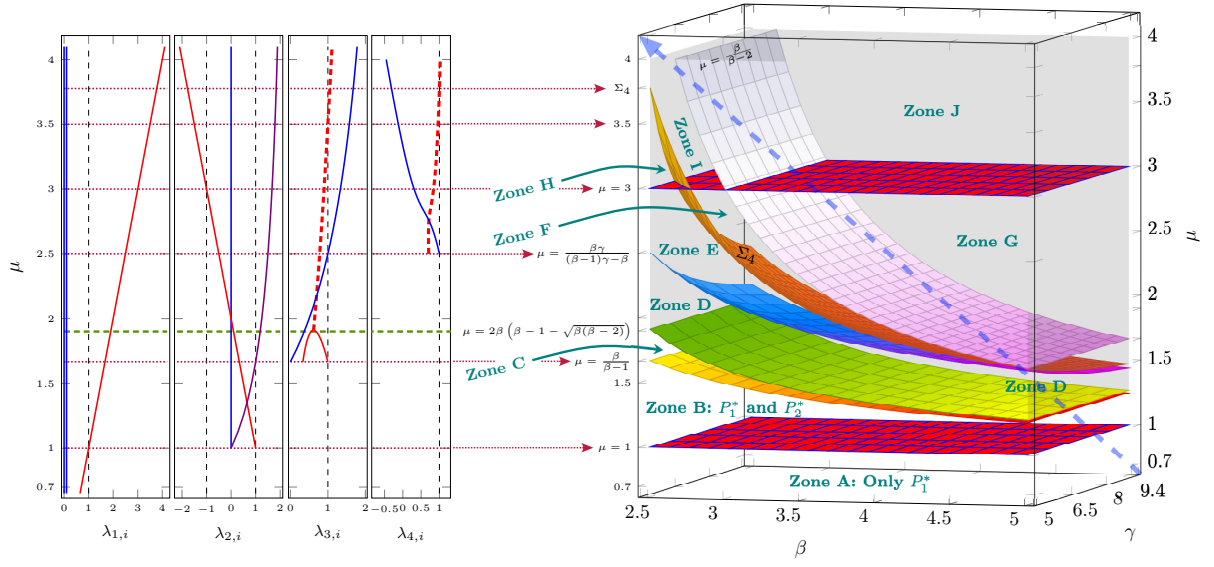 μ
4
3.5
3
2.5
2
1.5
1
0.7
0 1 2 3 4
λ₁,ᵢ
−2 −1 0 1 2
λ₂,ᵢ
0 1 2
λ₃,ᵢ
−0.5 0 0.5 1
λ₄,ᵢ
Σ₄
μ = 3
μ = βγ/((β−1)γ−β)
μ = 2β (β − 1 − √(β(β − 2)))
μ = β/(β−1)
μ = 1
Zone H
Zone F
Zone C
4
3.5
1.5
0.7
μ = β/(β−2)
Zone I
Zone J
Zone G
Σ₄
Zone E
Zone D
Zone D
Zone B: P₁* and P₂*
Zone A: Only P₁*
2.5 3 3.5 4 4.5 5
β
5 6.5 8 9.4
γ
4
3.5
3
2.5
2
1.5
1
0.7
μ